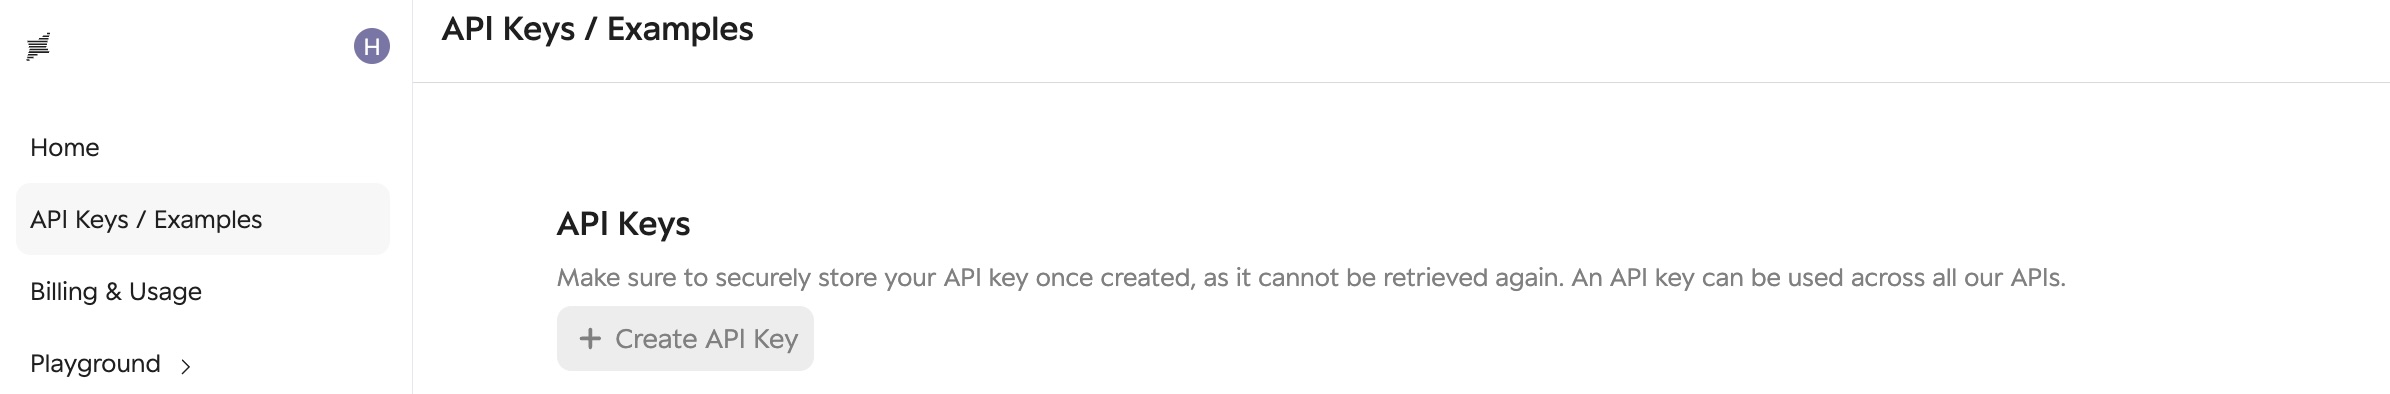 H
Home
API Keys / Examples
Billing & Usage
Playground
API Keys / Examples
API Keys
Make sure to securely store your API key once created, as it cannot be retrieved again. An API key can be used across all our APIs.
+ Create API Key